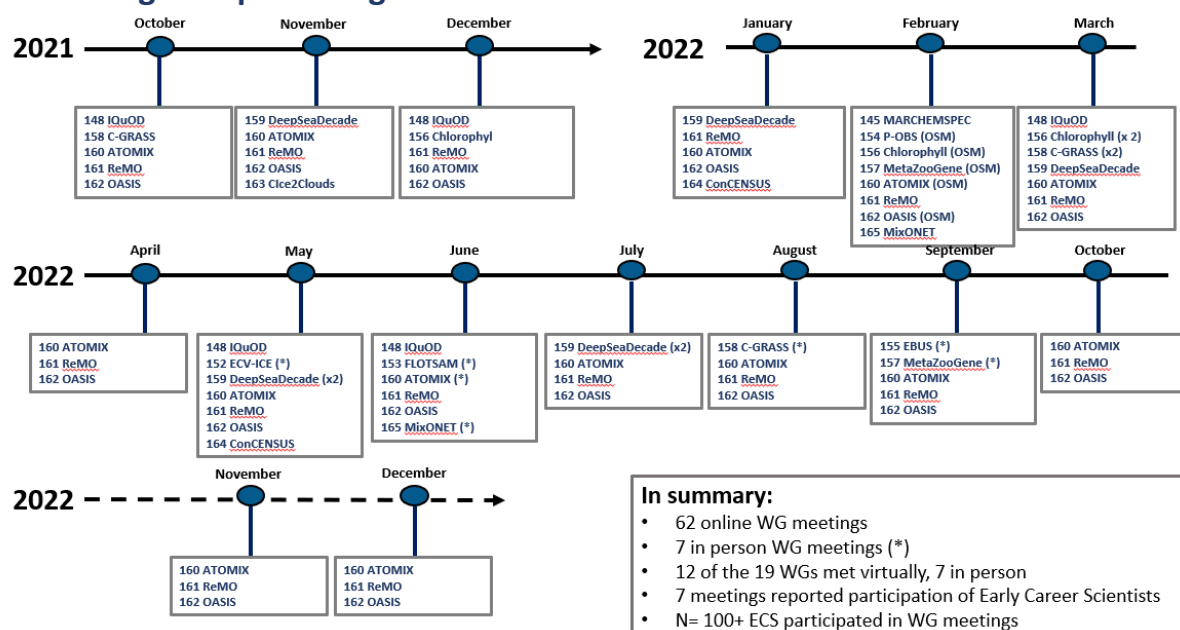 2021
October
November
December
148 IQuOD
158 C-GRASS
160 ATOMIX
161 ReMO
162 OASIS
159 DeepSeaDecade
160 ATOMIX
161 ReMO
162 OASIS
163 CIce2Clouds
148 IQuOD
156 Chlorophyl
161 ReMO
160 ATOMIX
162 OASIS
2022
January
February
March
159 DeepSeaDecade
161 ReMO
160 ATOMIX
162 OASIS
164 ConCENSUS
145 MARCHEMSPEC
154 P-OBS (OSM)
156 Chlorophyll (OSM)
157 MetaZooGene (OSM)
160 ATOMIX (OSM)
161 ReMO
162 OASIS (OSM)
165 MixONET
148 IQuOD
156 Chlorophyll (x 2)
158 C-GRASS (x2)
159 DeepSeaDecade
160 ATOMIX
161 ReMO
162 OASIS
2022
April
May
June
July
August
September
October
160 ATOMIX
161 ReMO
162 OASIS
148 IQuOD
152 ECV-ICE (*)
159 DeepSeaDecade (x2)
160 ATOMIX
161 ReMO
162 OASIS
164 ConCENSUS
148 IQuOD
153 FLOTSAM (*)
160 ATOMIX (*)
161 ReMO
162 OASIS
165 MixONET (*)
159 DeepSeaDecade (x2)
160 ATOMIX
161 ReMO
162 OASIS
158 C-GRASS (*)
160 ATOMIX
161 ReMO
162 OASIS
155 EBUS (*)
157 MetaZooGene (*)
160 ATOMIX
161 ReMO
162 OASIS
160 ATOMIX
161 ReMO
162 OASIS
2022
November
December
160 ATOMIX
161 ReMO
162 OASIS
160 ATOMIX
161 ReMO
162 OASIS
In summary:
• 62 online WG meetings
• 7 in person WG meetings (*)
• 12 of the 19 WGs met virtually, 7 in person
• 7 meetings reported participation of Early Career Scientists
• N= 100+ ECS participated in WG meetings